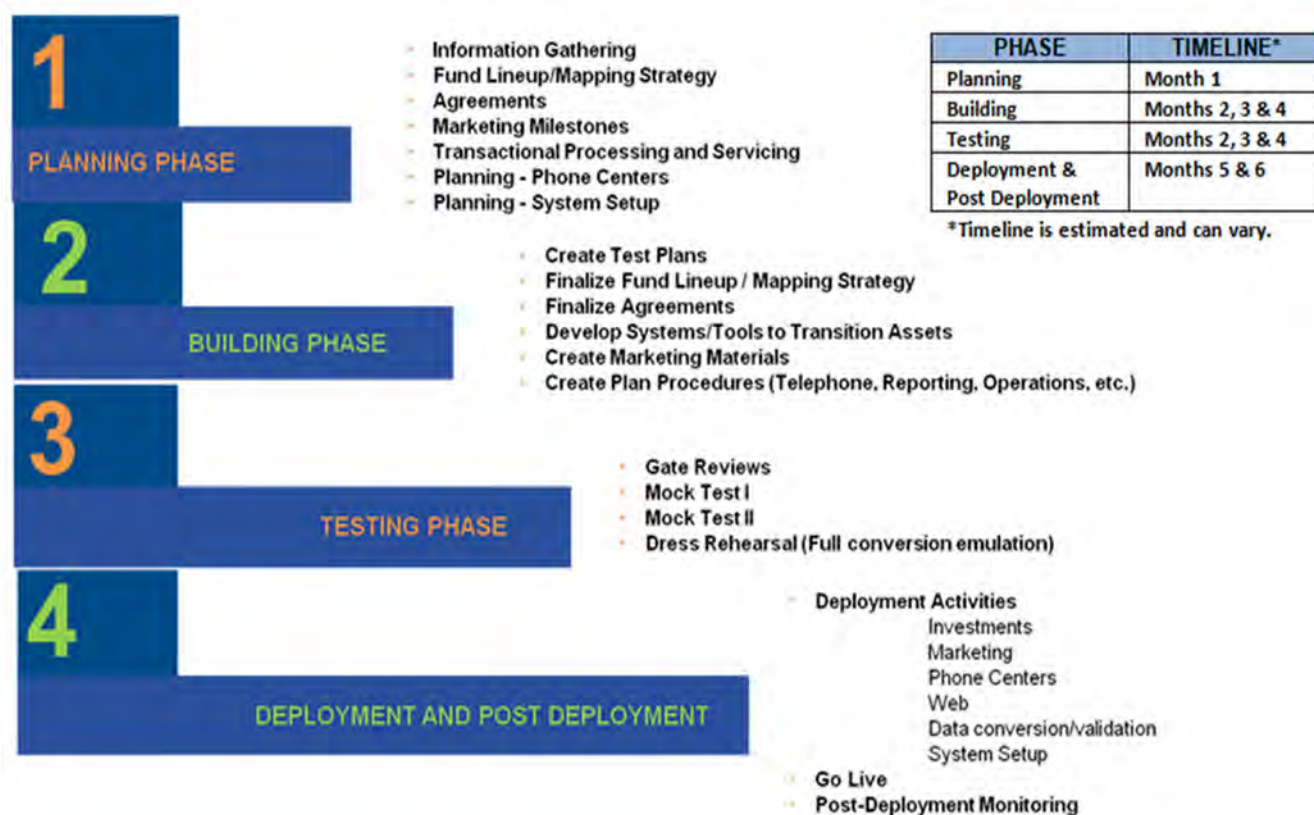 1
PLANNING PHASE
Information Gathering
Fund Lineup/Mapping Strategy
Agreements
Marketing Milestones
Transactional Processing and Servicing
Planning - Phone Centers
Planning - System Setup
PHASE TIMELINE*
Planning Month 1
Building Months 2, 3 & 4
Testing Months 2, 3 & 4
Deployment & Months 5 & 6
Post Deployment
*Timeline is estimated and can vary.
2
BUILDING PHASE
Create Test Plans
Finalize Fund Lineup / Mapping Strategy
Finalize Agreements
Develop Systems/Tools to Transition Assets
Create Marketing Materials
Create Plan Procedures (Telephone, Reporting, Operations, etc.)
3
TESTING PHASE
Gate Reviews
Mock Test I
Mock Test II
Dress Rehearsal (Full conversion emulation)
4
DEPLOYMENT AND POST DEPLOYMENT
Deployment Activities
Investments
Marketing
Phone Centers
Web
Data conversion/validation
System Setup
Go Live
Post-Deployment Monitoring